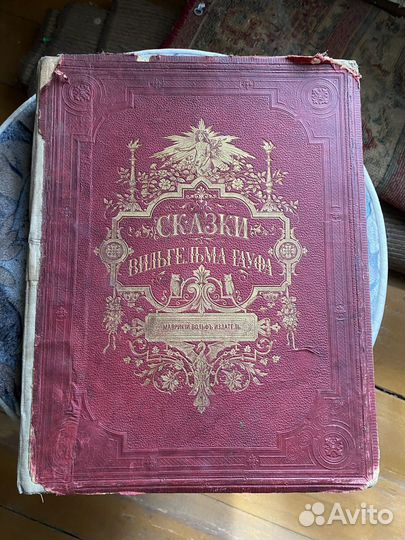 СКАЗКИ
ВИЛЬГЕЛЬМА ГАУФА
МАВРИКІЙ ВОЛЬФЪ, ИЗДАТЕЛЬ.
Avito